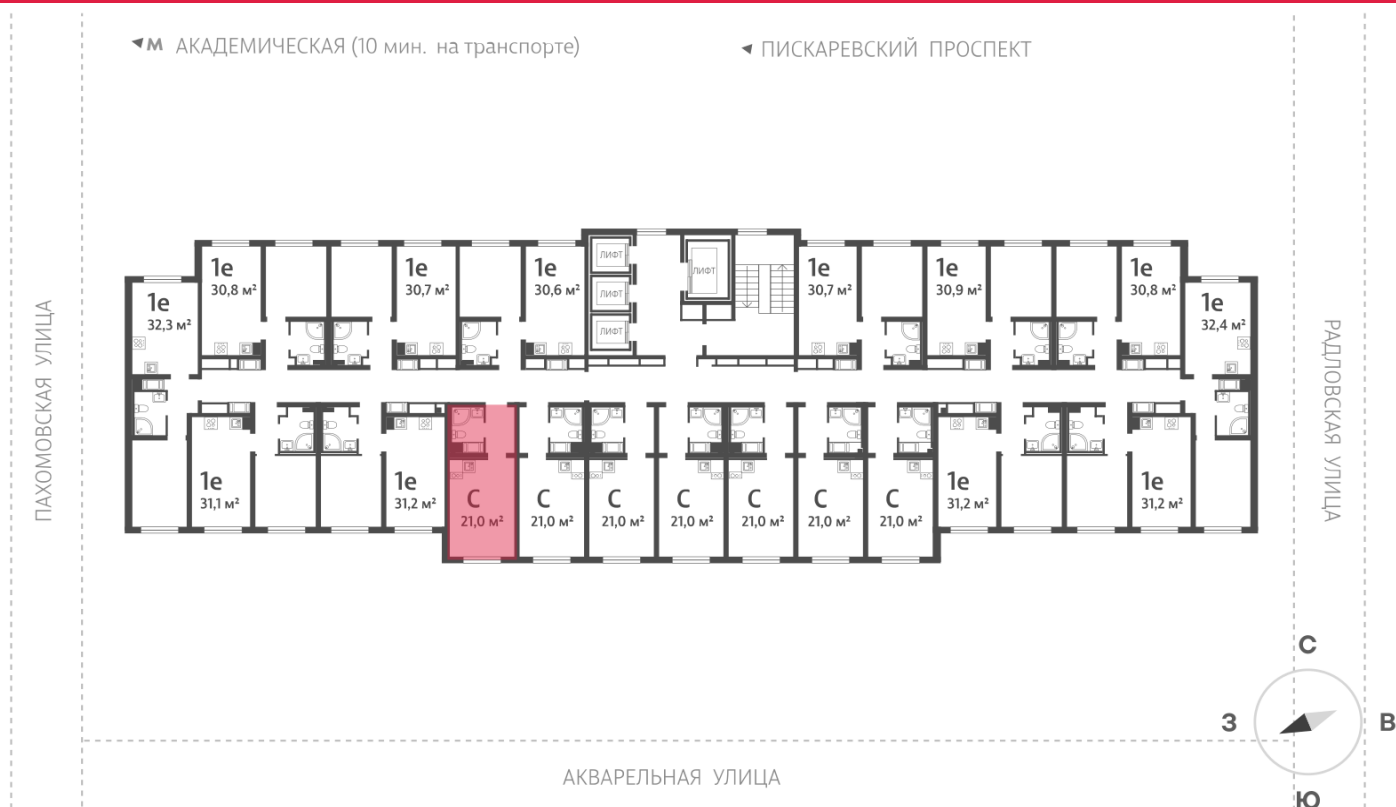 М АКАДЕМИЧЕСКАЯ (10 мин. на транспорте)
ПИСКАРЕВСКИЙ ПРОСПЕКТ
ПАХОМОВСКАЯ УЛИЦА
1е
32,3 м²
1е
30,8 м²
1е
30,7 м²
1е
30,6 м²
ЛИФТ
ЛИФТ
ЛИФТ
ЛИФТ
1е
30,7 м²
1е
30,9 м²
1е
30,8 м²
1е
32,4 м²
1е
31,1 м²
1е
31,2 м²
С
21,0 м²
С
21,0 м²
С
21,0 м²
С
21,0 м²
С
21,0 м²
С
21,0 м²
С
21,0 м²
1е
31,2 м²
1е
31,2 м²
РАДЛОВСКАЯ УЛИЦА
АКВАРЕЛЬНАЯ УЛИЦА
С
З
В
Ю